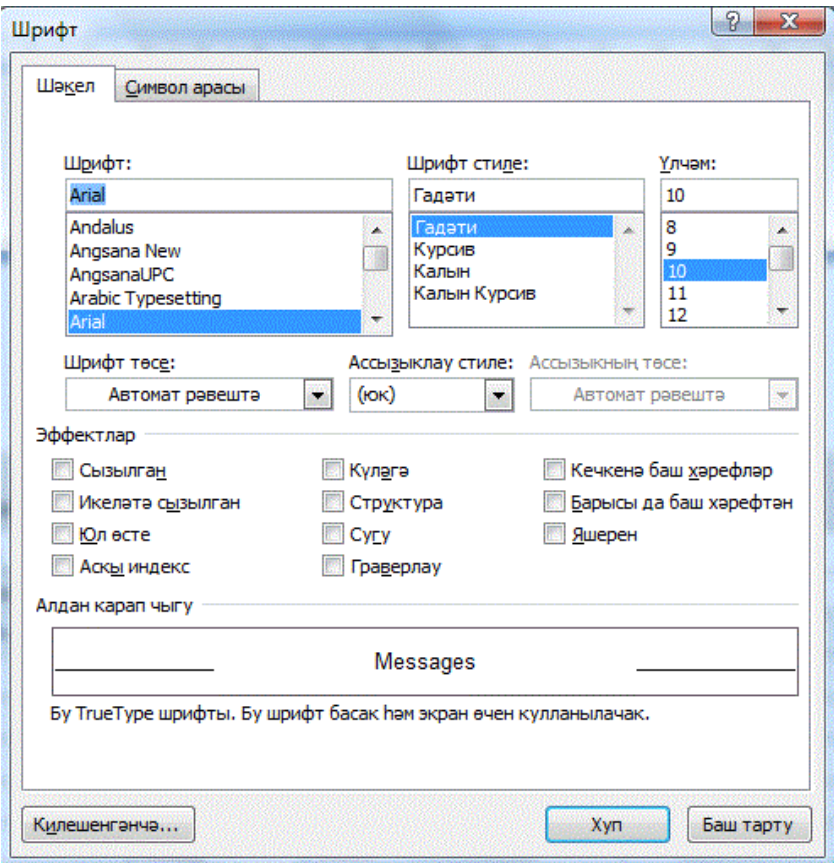 Шрифт
Шәкел Символ арасы
Шрифт: Шрифт стиле: Үлчәм:
Arial Гадәти 10
Andalus Гадәти 8
Angsana New Курсив 9
AngsanaUPC Калын 10
Arabic Typesetting Калын Курсив 11
Arial 12
Шрифт төсе: Ассызыклау стиле: Ассызыкның төсе:
Автомат рәвештә (юк) Автомат рәвештә
Эффектлар
Сызылган Күләгә Кечкенә баш хәрефләр
Икеләтә сызылган Структура Барысы да баш хәрефтән
Юл өсте Сугу Яшерен
Аскы индекс Граверлау
Алдан карап чыгу
Messages
Бу TrueType шрифты. Бу шрифт басак һәм экран өчен кулланылачак.
Килешенгәнчә... Хуп Баш тарту